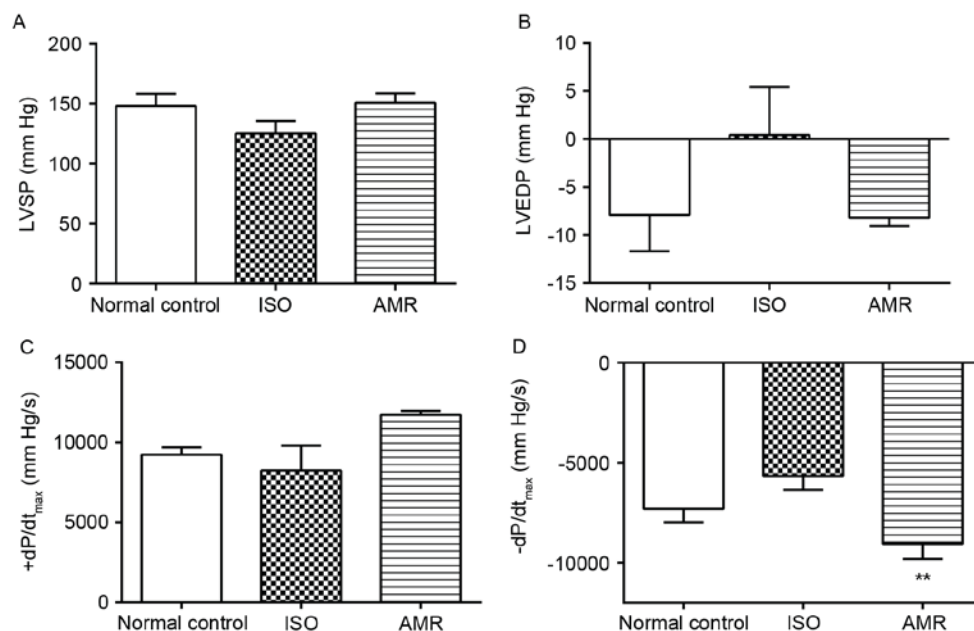 A
LVSP (mm Hg)
200
150
100
50
0
Normal control ISO AMR
B
LVEDP (mm Hg)
10
5
0
-5
-10
-15
Normal control ISO AMR
C
+dP/dtmax (mm Hg/s)
15000
10000
5000
0
Normal control ISO AMR
D
-dP/dtmax (mm Hg/s)
0
-5000
-10000
**
Normal control ISO AMR